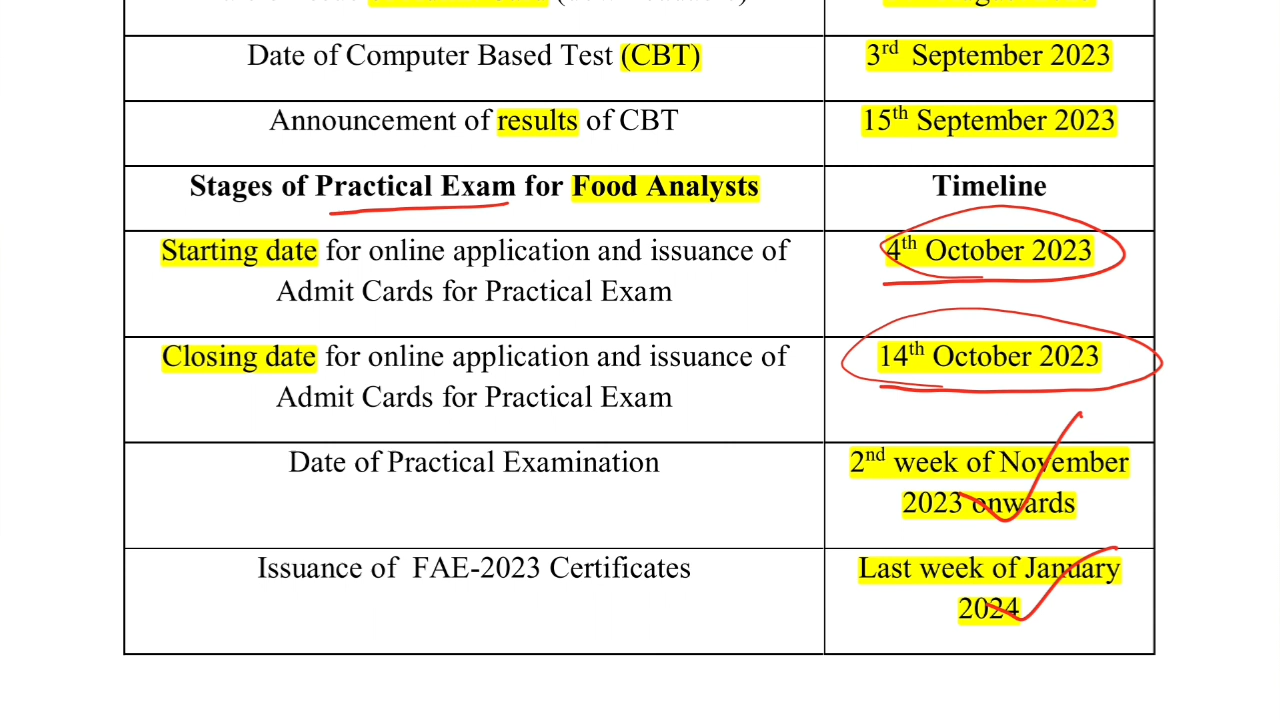 Date of Computer Based Test (CBT)
3rd September 2023
Announcement of results of CBT
15th September 2023
Stages of Practical Exam for Food Analysts
Timeline
Starting date for online application and issuance of
Admit Cards for Practical Exam
4th October 2023
Closing date for online application and issuance of
Admit Cards for Practical Exam
14th October 2023
Date of Practical Examination
2nd week of November
2023 onwards
Issuance of FAE-2023 Certificates
Last week of January
2024